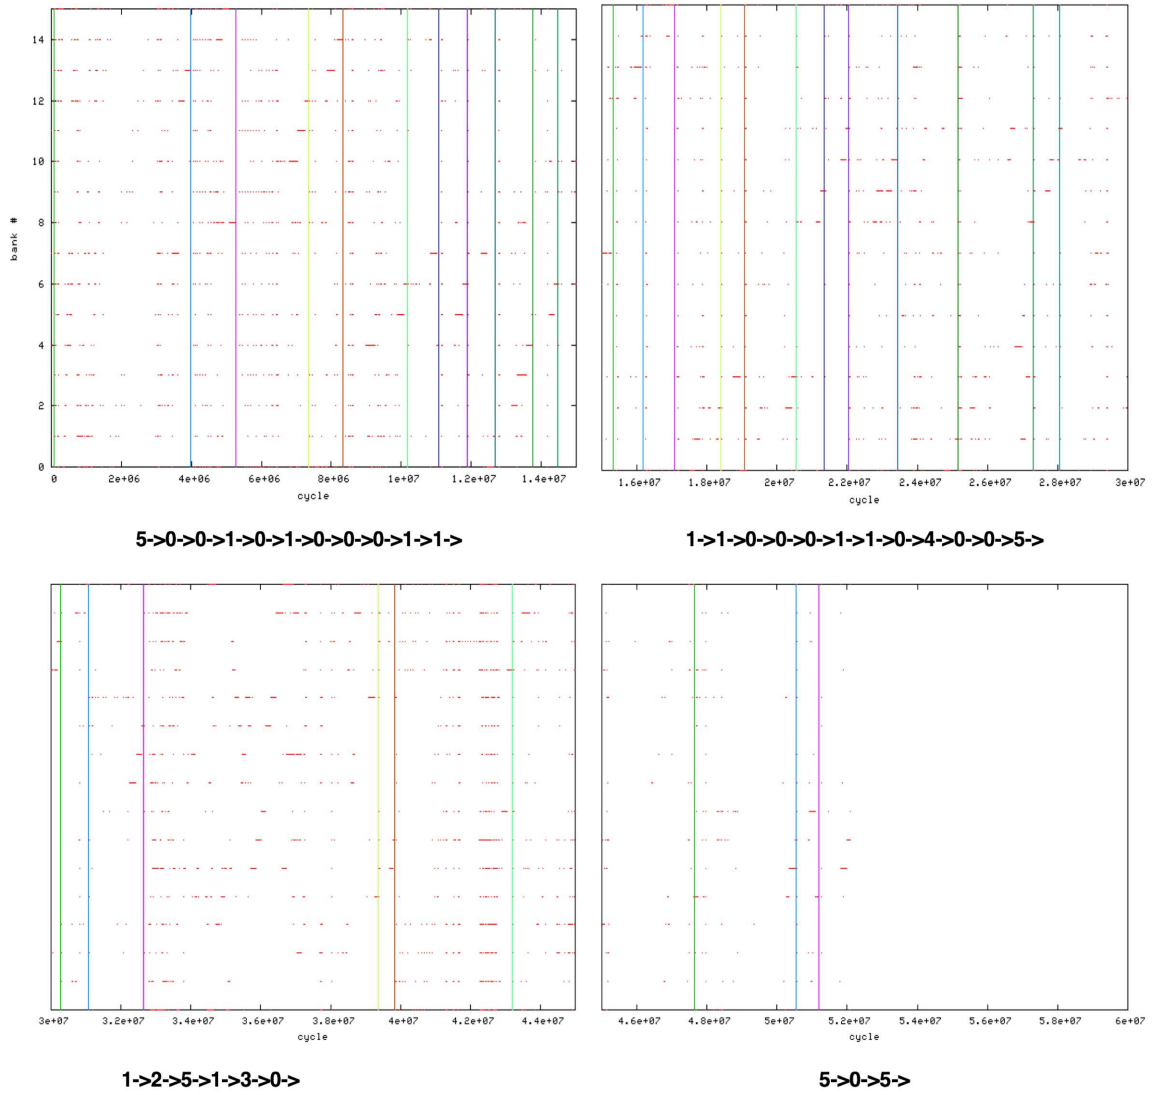 14
12
10
8
6
4
2
0
bank #
0 2e+06 4e+06 6e+06 8e+06 1e+07 1.2e+07 1.4e+07
cycle
5->0->0->1->0->1->0->0->0->1->1->
1.6e+07 1.8e+07 2e+07 2.2e+07 2.4e+07 2.6e+07 2.8e+07 3e+07
cycle
1->1->0->0->0->1->1->0->4->0->0->5->
3e+07 3.2e+07 3.4e+07 3.6e+07 3.8e+07 4e+07 4.2e+07 4.4e+07
cycle
1->2->5->1->3->0->
4.6e+07 4.8e+07 5e+07 5.2e+07 5.4e+07 5.6e+07 5.8e+07 6e+07
cycle
5->0->5->